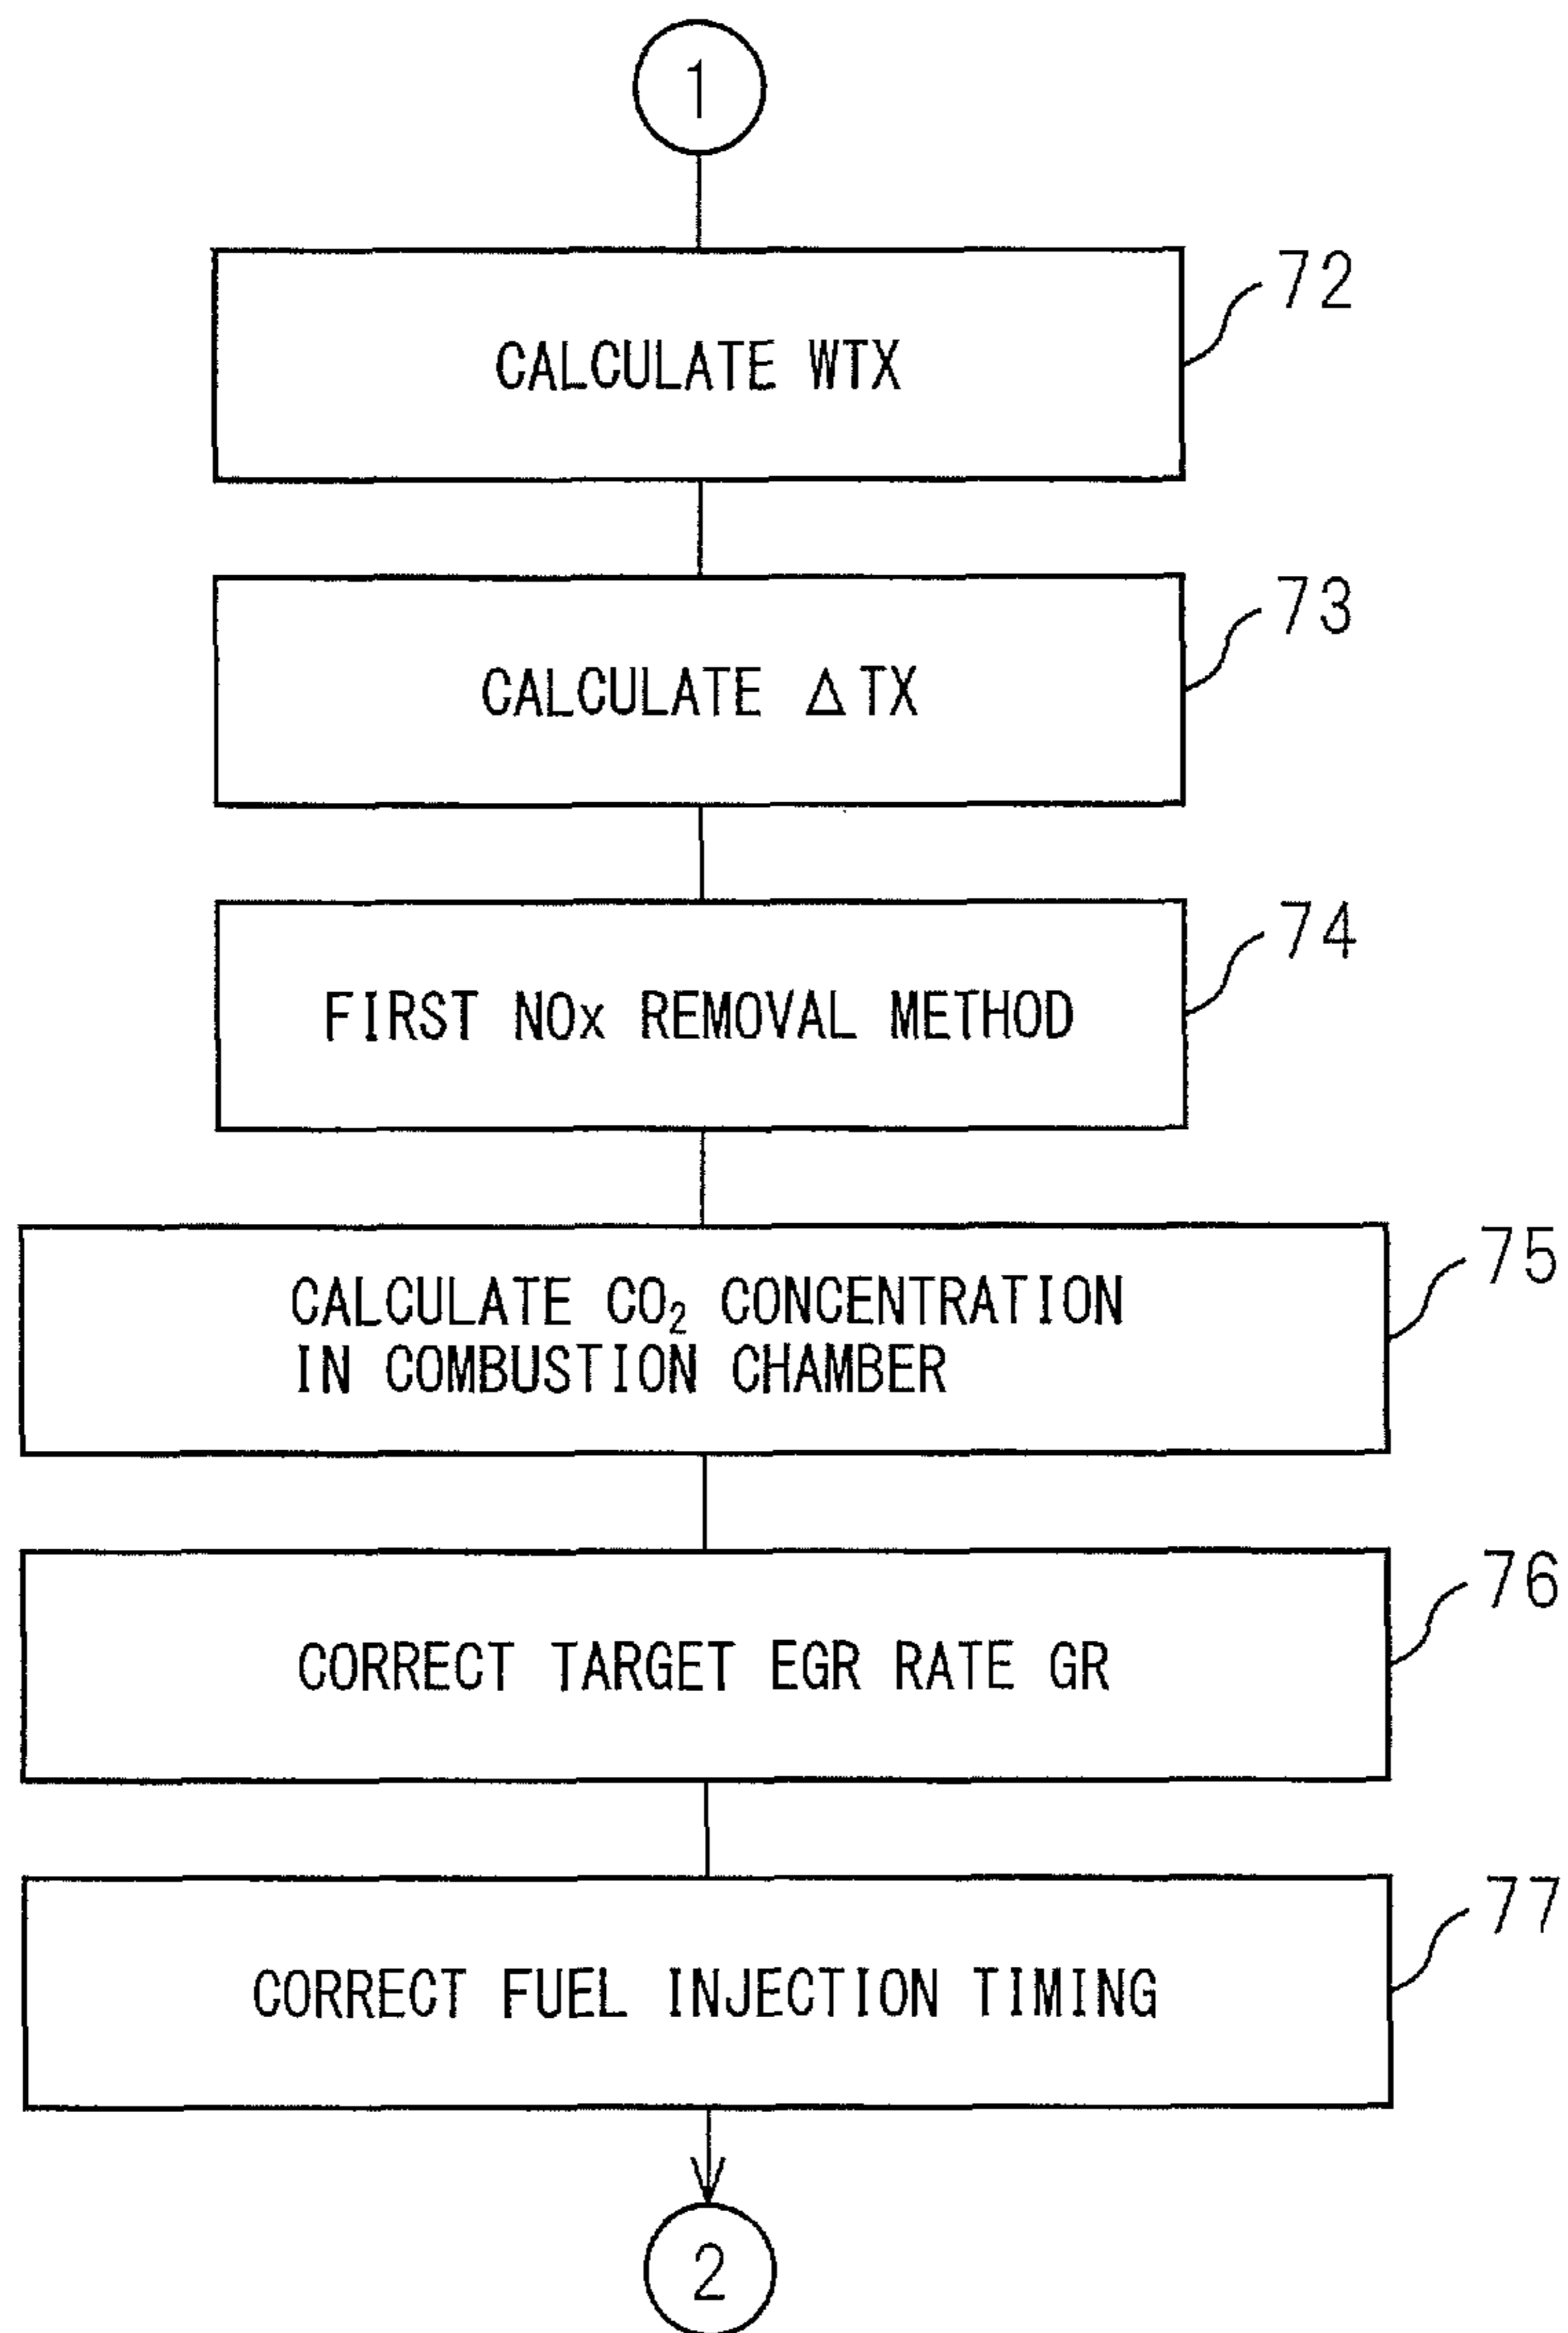 1
72
CALCULATE WTX
73
CALCULATE ΔTX
74
FIRST NOx REMOVAL METHOD
75
CALCULATE CO₂ CONCENTRATION
IN COMBUSTION CHAMBER
76
CORRECT TARGET EGR RATE GR
77
CORRECT FUEL INJECTION TIMING
2